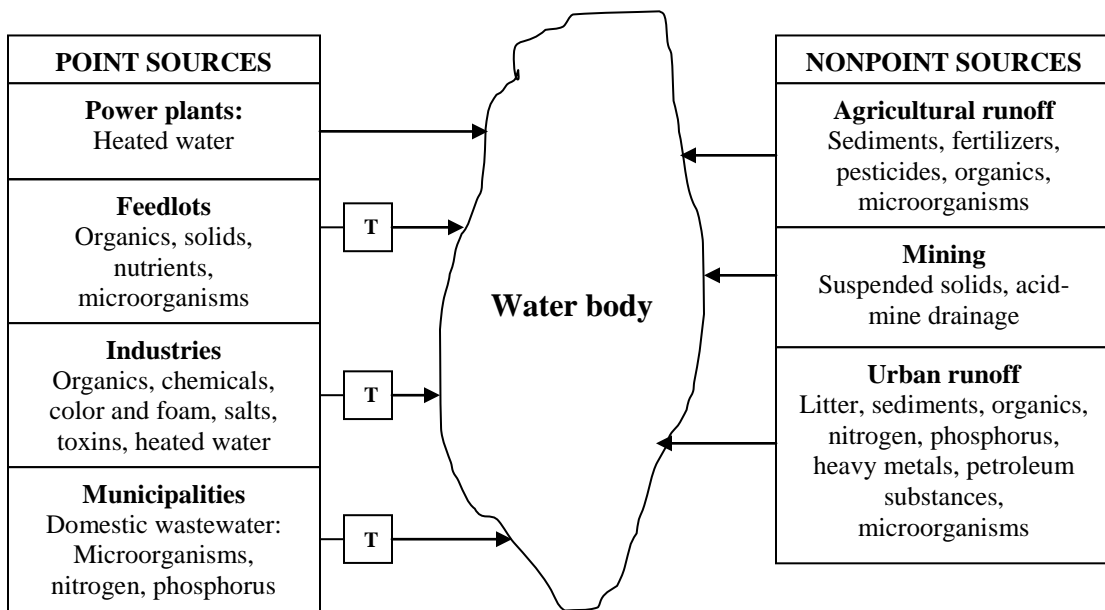 POINT SOURCES
Power plants:
Heated water
Feedlots
Organics, solids,
nutrients,
microorganisms
T
Industries
Organics, chemicals,
color and foam, salts,
toxins, heated water
T
Municipalities
Domestic wastewater:
Microorganisms,
nitrogen, phosphorus
T
Water body
NONPOINT SOURCES
Agricultural runoff
Sediments, fertilizers,
pesticides, organics,
microorganisms
Mining
Suspended solids, acid-
mine drainage
Urban runoff
Litter, sediments, organics,
nitrogen, phosphorus,
heavy metals, petroleum
substances,
microorganisms